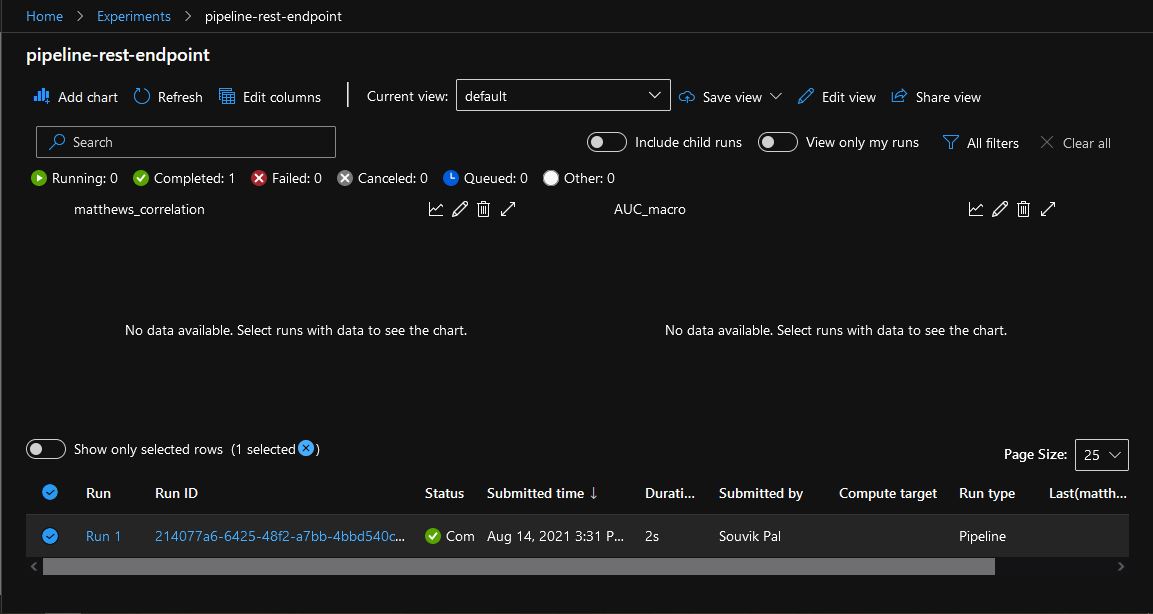 Home > Experiments > pipeline-rest-endpoint
pipeline-rest-endpoint
Add chart Refresh Edit columns Current view: default Save view Edit view Share view
Search Include child runs View only my runs All filters Clear all
Running: 0 Completed: 1 Failed: 0 Canceled: 0 Queued: 0 Other: 0
matthews_correlation AUC_macro
No data available. Select runs with data to see the chart. No data available. Select runs with data to see the chart.
Show only selected rows (1 selected )
Page Size: 25
Run Run ID Status Submitted time ↓ Durati... Submitted by Compute target Run type Last(matth...
Run 1 214077a6-6425-48f2-a7bb-4bbd540c... Com Aug 14, 2021 3:31 P... 2s Souvik Pal Pipeline